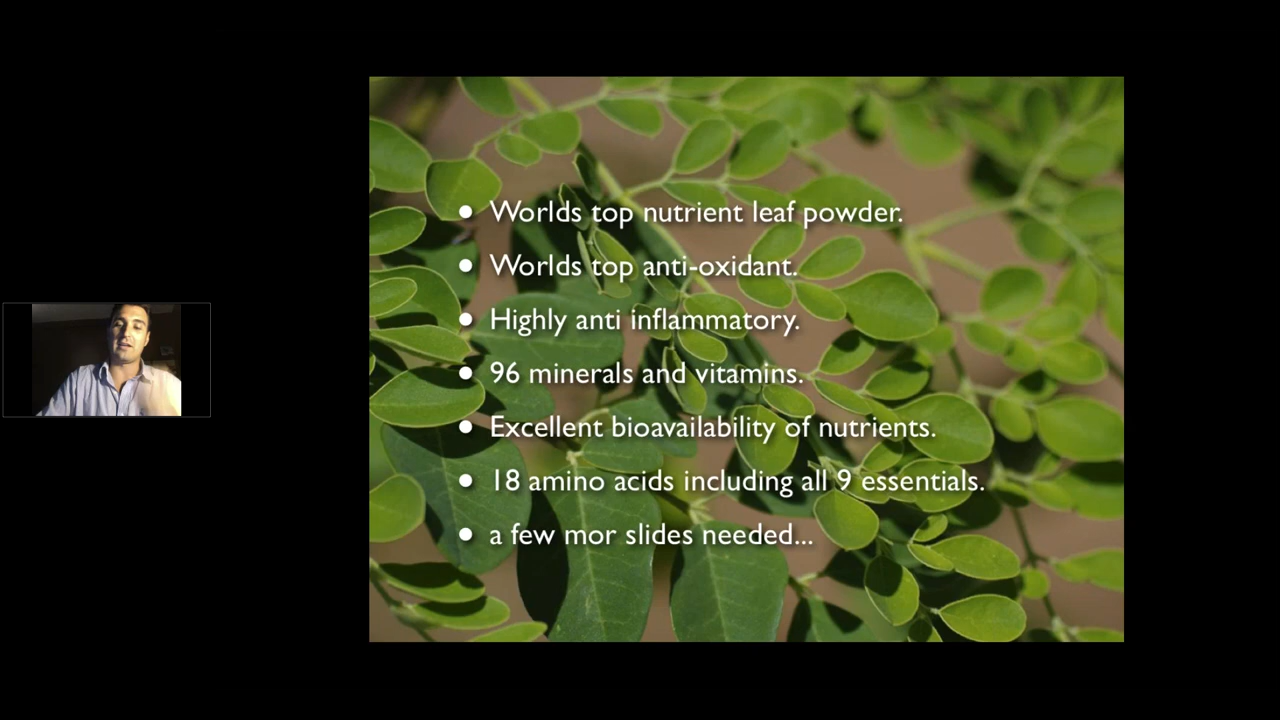 • Worlds top nutrient leaf powder.
• Worlds top anti-oxidant.
• Highly anti inflammatory.
• 96 minerals and vitamins.
• Excellent bioavailability of nutrients.
• 18 amino acids including all 9 essentials.
• a few mor slides needed...